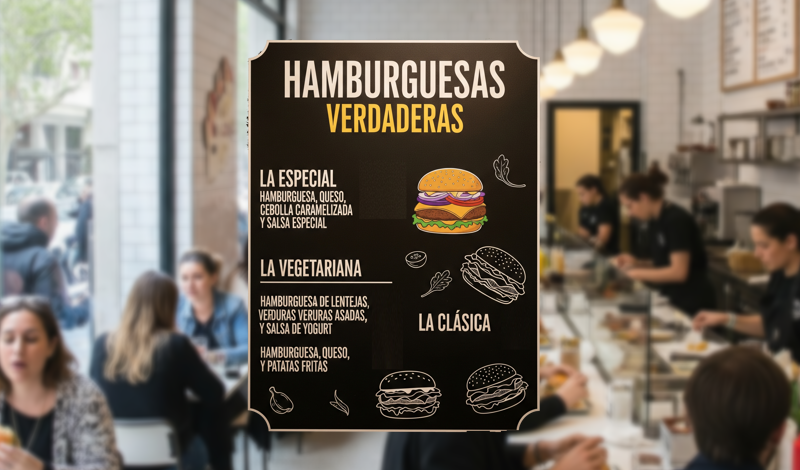 HAMBURGUESAS
VERDADERAS
LA ESPECIAL
HAMBURGUESA, QUESO,
CEBOLLA CARAMELIZADA
Y SALSA ESPECIAL
LA VEGETARIANA
HAMBURGUESA DE LENTEJAS,
VERDURAS VERURAS ASADAS,
Y SALSA DE YOGURT
LA CLÁSICA
HAMBURGUESA, QUESO,
Y PATATAS FRITAS